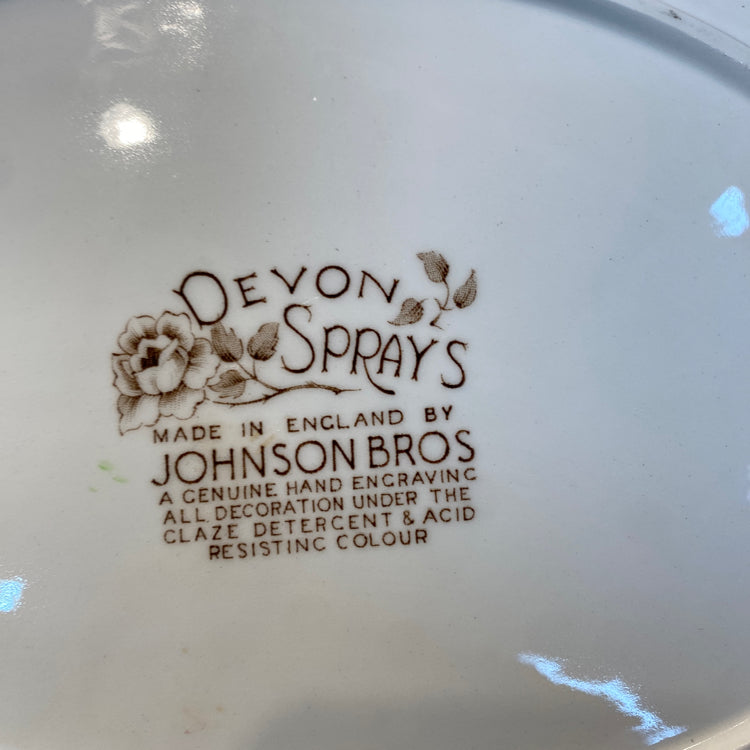 DEVON
SPRAYS
MADE IN ENGLAND BY
JOHNSON BROS
A GENUINE HAND ENGRAVING
ALL DECORATION UNDER THE
GLAZE DETERGENT & ACID
RESISTING COLOUR